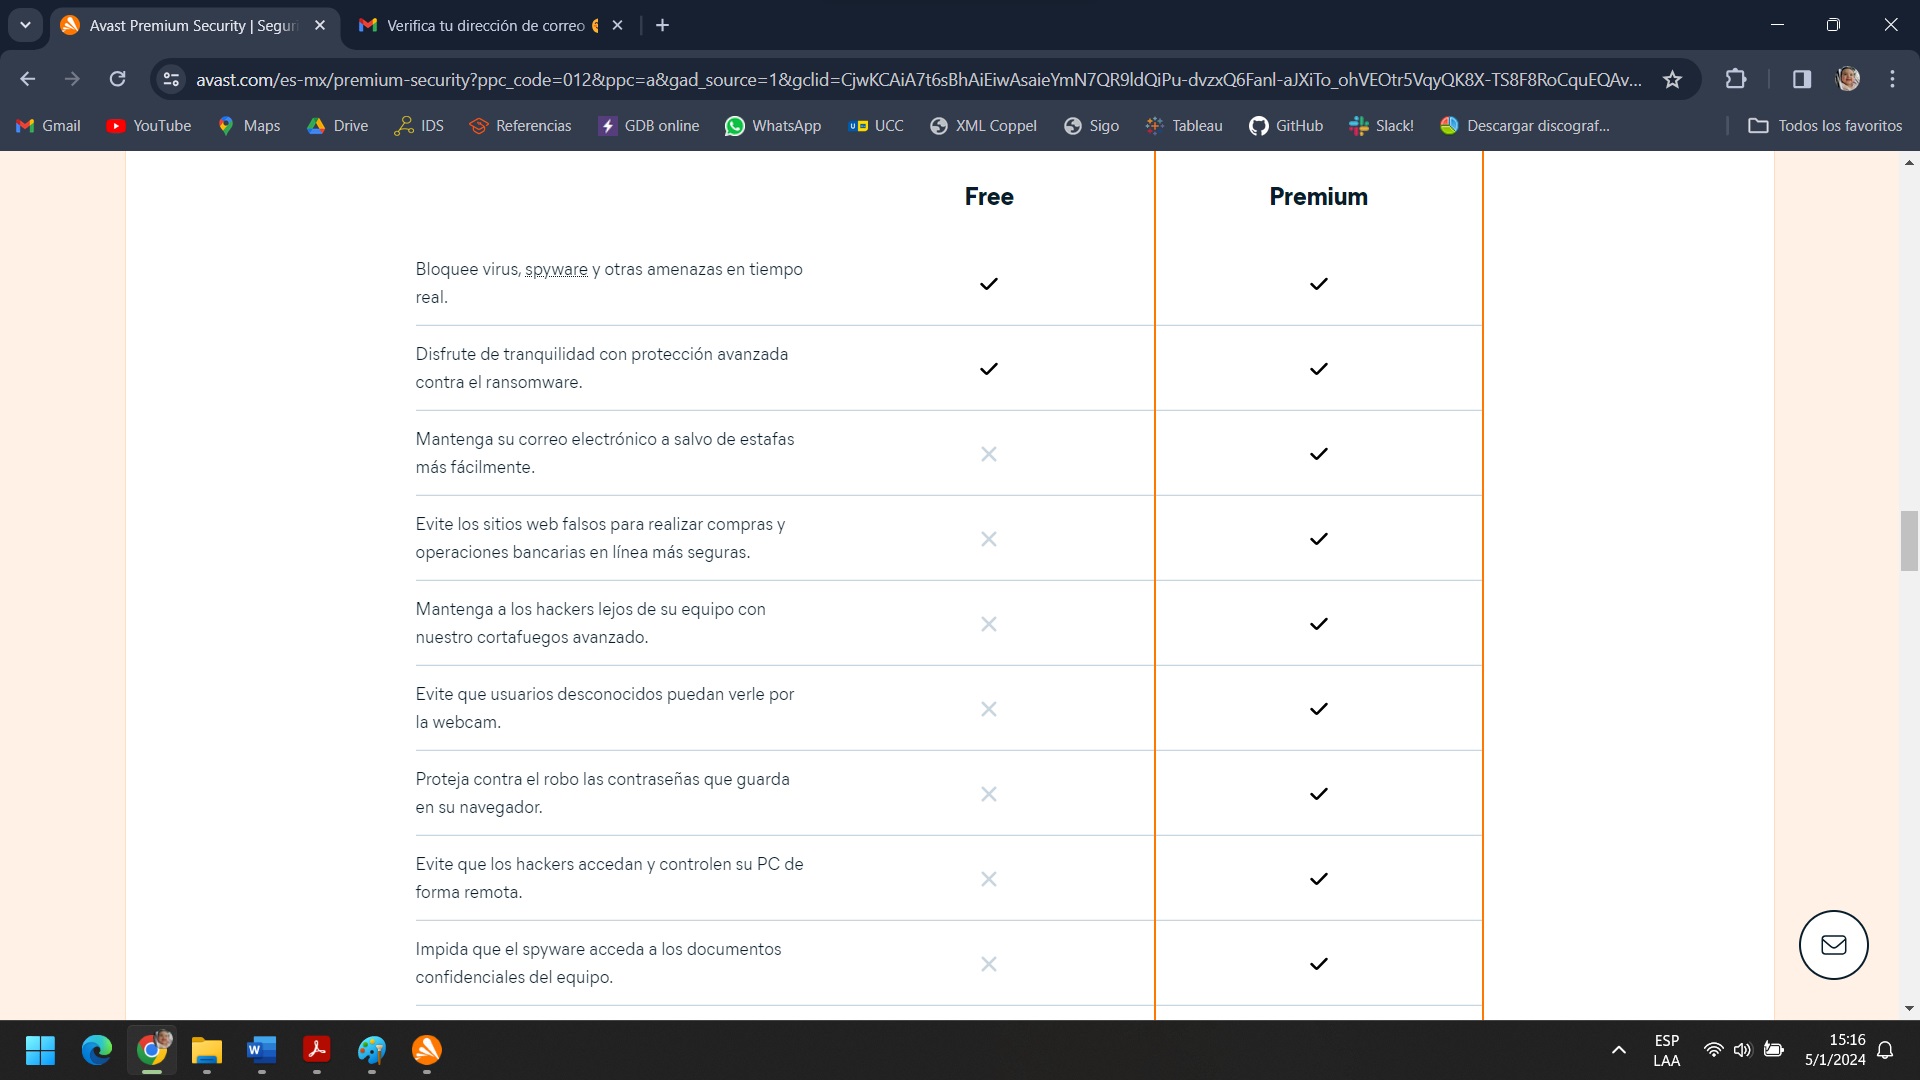 Avast Premium Security | Seguri
Verifica tu dirección de correo
avast.com/es-mx/premium-security?ppc_code=012&ppc=a&gad_source=1&gclid=CjwKCAiA7t6sBhAiEiwAsaieYmN7QR9ldQiPu-dvzxQ6Fanl-aJXiTo_ohVEOtr5VqyQK8X-TS8F8RoCquEQAv...
Gmail YouTube Maps Drive IDS Referencias GDB online WhatsApp UCC XML Coppel Sigo Tableau GitHub Slack! Descargar discograf... Todos los favoritos
Free Premium
Bloquee virus, spyware y otras amenazas en tiempo
real.
Disfrute de tranquilidad con protección avanzada
contra el ransomware.
Mantenga su correo electrónico a salvo de estafas
más fácilmente.
Evite los sitios web falsos para realizar compras y
operaciones bancarias en línea más seguras.
Mantenga a los hackers lejos de su equipo con
nuestro cortafuegos avanzado.
Evite que usuarios desconocidos puedan verle por
la webcam.
Proteja contra el robo las contraseñas que guarda
en su navegador.
Evite que los hackers accedan y controlen su PC de
forma remota.
Impida que el spyware acceda a los documentos
confidenciales del equipo.
ESP
LAA
15:16
5/1/2024